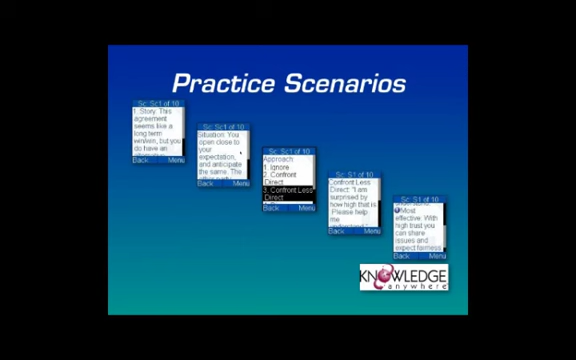 Practice Scenarios
Sc: Sc1 of 10
1. Story: This
agreement
seems like a
long term
win/win, but you
do have an
Back Menu
Sc: Sc1 of 10
Situation: You
open close to
your
expectation,
and anticipate
the same. The
Back Menu
Sc: Sc1 of 10
Approach:
1. Ignore
2. Confront
Direct
3. Confront Less
Direct
Back Menu
Sc: S1 of 10
Confront Less
Direct: "I am
surprised by
how high that is
Please help
me
Back Menu
Sc: S1 of 10
Most
effective. With
high trust you
can share
issues and
expect fairness
Back Menu
KNOWLEDGE
anywhere